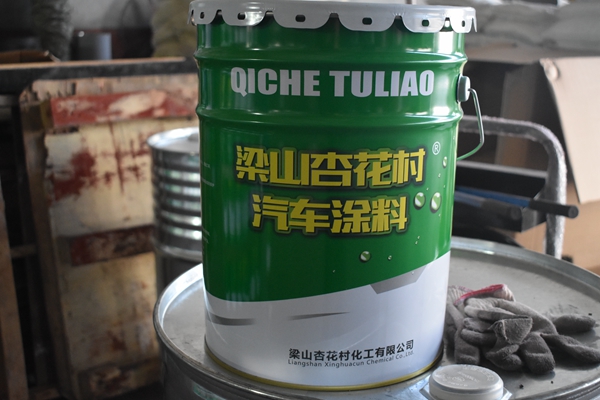 QICHE TULIAO
梁山杏花村®
汽车涂料
梁山杏花村化工有限公司
Liangshan Xinghuacun Chemical Co.,Ltd